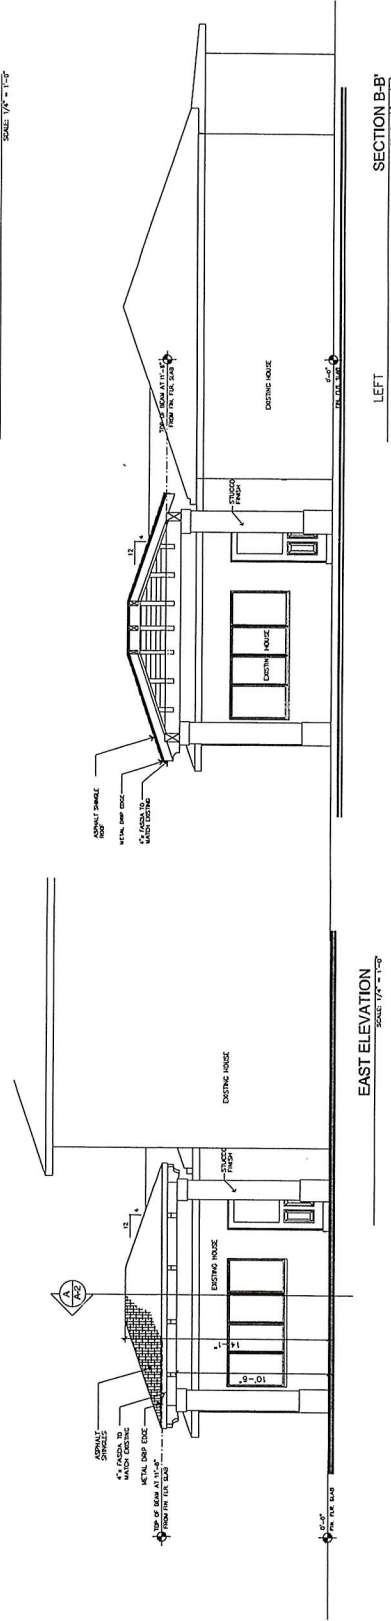 SCALE: 1/4" = 1'-0"
SECTION B-B'
LEFT
TOP OF BEAM AT 11'-8"
FROM FIN. FLR. SLAB
0'-0"
FIN. FLR. SLAB
EXISTING HOUSE
STUCCO
FINISH
12
4
EXISTING HOUSE
ASPHALT SHINGLE
ROOF
METAL DRIP EDGE
4"x FASCIA TO
MATCH EXISTING
EAST ELEVATION
SCALE: 1/4" = 1'-0"
EXISTING HOUSE
STUCCO
FINISH
12
4
EXISTING HOUSE
A
A-2
14'-1"
10'-6"
ASPHALT
SHINGLES
4"x FASCIA TO
MATCH EXISTING
METAL DRIP EDGE
TOP OF BEAM AT 11'-8"
FROM FIN. FLR. SLAB
0'-0"
FIN. FLR. SLAB